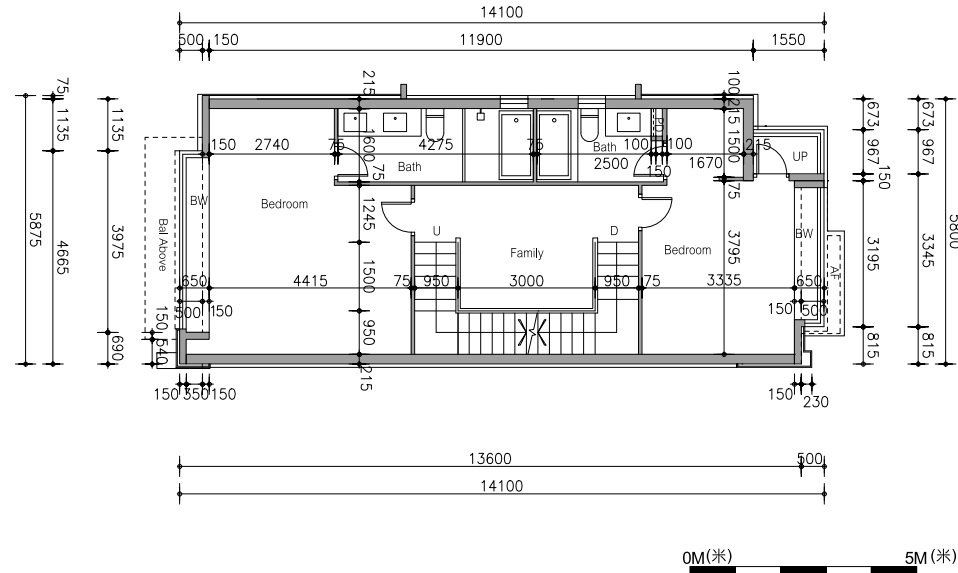 14100
500 150 11900 1550
75 1135 1135 215 100 215 673 673
1600 1500 967 967
150 2740 75 4275 75 100 100 215
Bath Bath PD UP
2500 150 1670 150
75 75
BW Bedroom 1245 U Family D Bedroom 3795 BW
Bal Above
5875 4665 3975 3195 3345 5800
AF
650 4415 75 950 3000 950 75 3335 650
500 150 1500 150 500
150 690 540 950 815 815
215
150 350 150 150 230
13600 500
14100
0M(米) 5M(米)